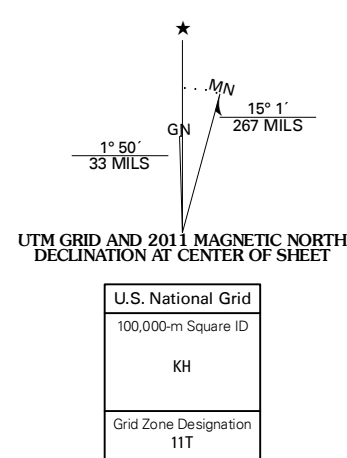 MN
GN
15° 1´
267 MILS
1° 50´
33 MILS
UTM GRID AND 2011 MAGNETIC NORTH
DECLINATION AT CENTER OF SHEET
U.S. National Grid
100,000-m Square ID
KH
Grid Zone Designation
11T